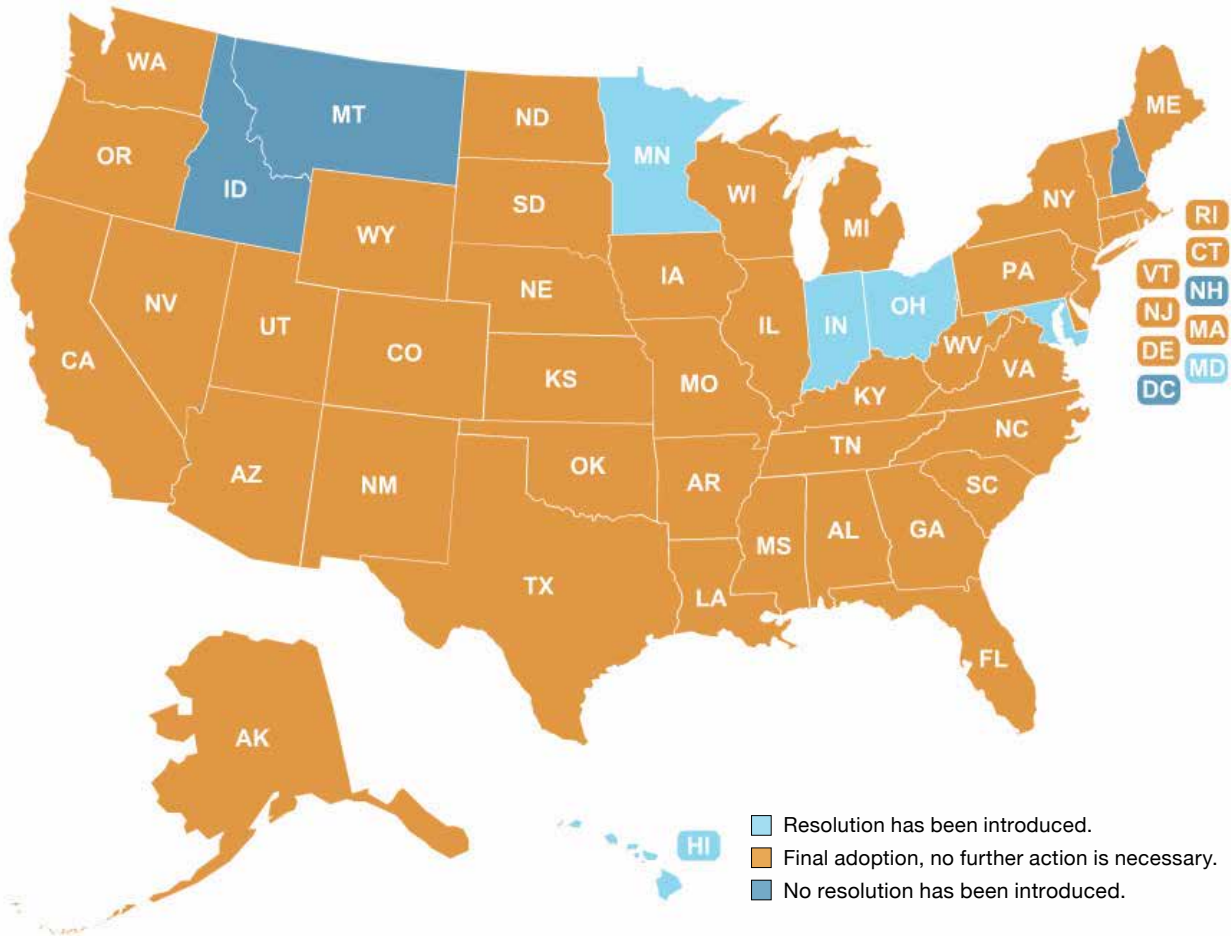 WA
MT
ND
MN
ME
OR
ID
SD
WI
NY
WY
MI
RI
CT
IA
PA
VT
NH
NV
NE
NJ
MA
UT
IL
IN
OH
CA
CO
WV
DE
MD
KS
MO
VA
DC
KY
NC
AZ
NM
OK
TN
AR
SC
MS
AL
GA
TX
LA
FL
AK
HI
Resolution has been introduced.
Final adoption, no further action is necessary.
No resolution has been introduced.